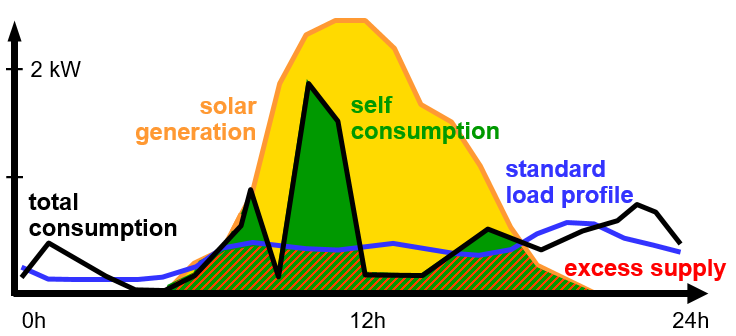 2 kW
solar
generation
self
consumption
standard
load profile
total
consumption
excess supply
0h
12h
24h